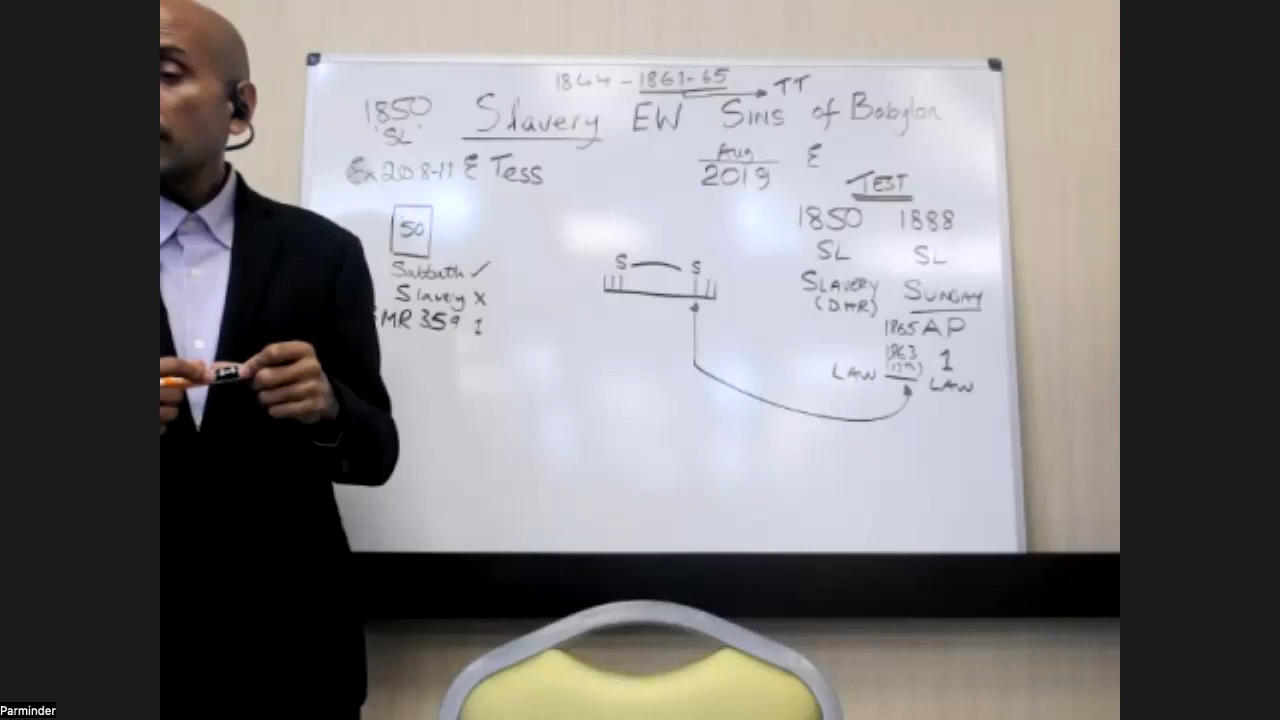 1844 - 1861-65 → TT
1850 Slavery EW Sins of Babylon
'SL'
Ex 20 8-11 E Tess
Aug E
2019
TEST
1850 1888
'50
SL SL
Sabbath ✓
Slavery x
MR 359 1
S S
SLAVERY SUNDAY
(DHR)
1865 AP
1863 1
LAW LAW
Parminder